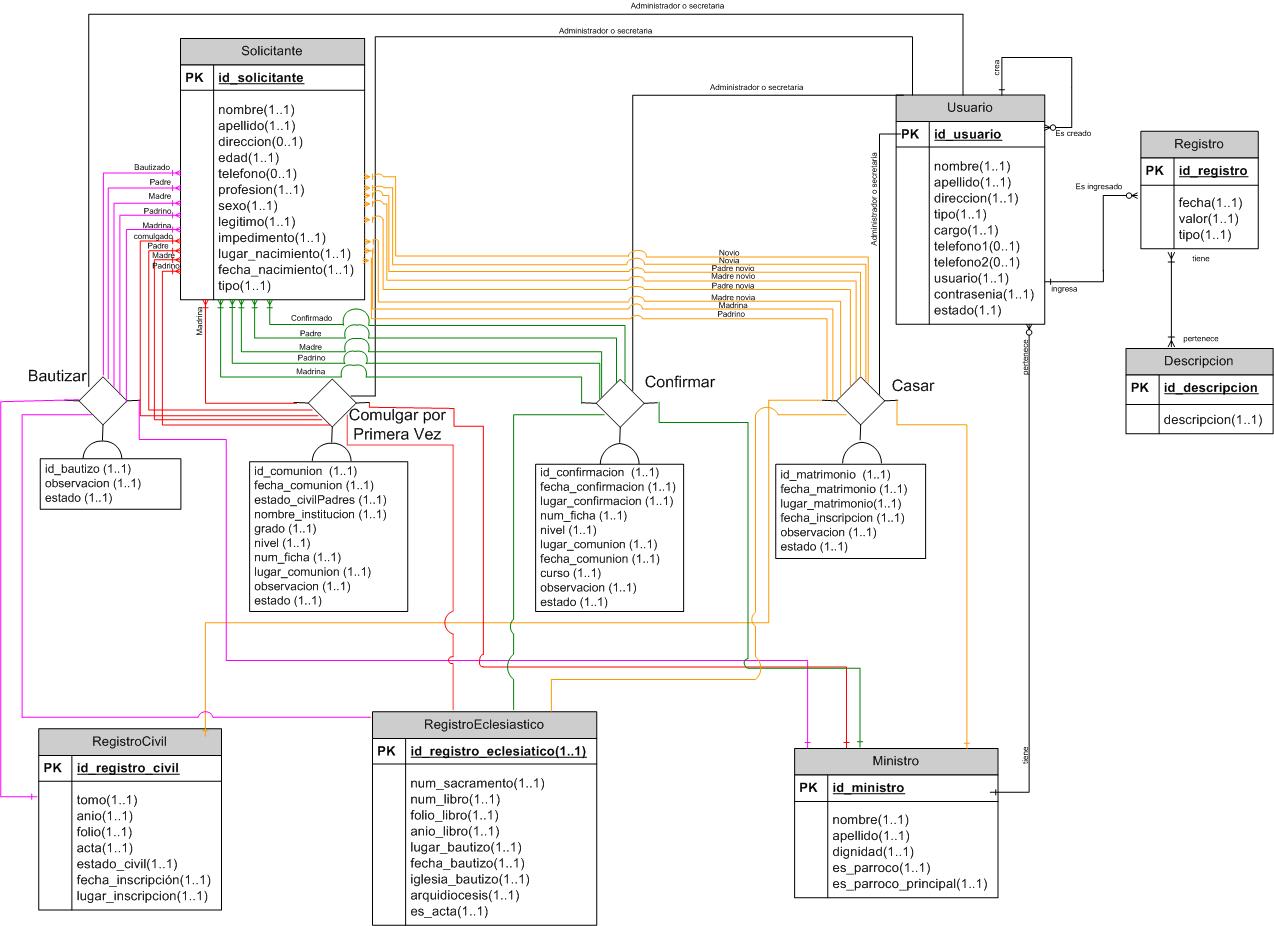 Administrador o secretaria
Administrador o secretaria
Administrador o secretaria
Administrador o secretaria
Solicitante
PK id_solicitante
nombre(1..1)
apellido(1..1)
direccion(0..1)
edad(1..1)
telefono(0..1)
profesion(1..1)
sexo(1..1)
legitimo(1..1)
impedimento(1..1)
lugar_nacimiento(1..1)
fecha_nacimiento(1..1)
tipo(1..1)
Usuario
PK id_usuario
nombre(1..1)
apellido(1..1)
direccion(1..1)
tipo(1..1)
cargo(1..1)
telefono1(0..1)
telefono2(0..1)
usuario(1..1)
contrasenia(1..1)
estado(1.1)
crea
Es creado
Es ingresado
ingresa
Registro
PK id_registro
fecha(1..1)
valor(1..1)
tipo(1..1)
tiene
pertenece
Descripcion
PK id_descripcion
descripcion(1..1)
Bautizado
Padre
Madre
Padrino
Madrina
comulgado
Padre
Madre
Padrino
Madrina
Confirmado
Padre
Madre
Padrino
Madrina
Novio
Novia
Padre novio
Madre novio
Padre novia
Madre novia
Madrina
Padrino
Bautizar
Comulgar por
Primera Vez
Confirmar
Casar
id_bautizo (1..1)
observacion (1..1)
estado (1..1)
id_comunion (1..1)
fecha_comunion (1..1)
estado_civilPadres (1..1)
nombre_institucion (1..1)
grado (1..1)
nivel (1..1)
num_ficha (1..1)
lugar_comunion (1..1)
observacion (1..1)
estado (1..1)
id_confirmacion (1..1)
fecha_confirmacion (1..1)
lugar_confirmacion (1..1)
num_ficha (1..1)
nivel (1..1)
lugar_comunion (1..1)
fecha_comunion (1..1)
curso (1..1)
observacion (1..1)
estado (1..1)
id_matrimonio (1..1)
fecha_matrimonio (1..1)
lugar_matrimonio(1..1)
fecha_inscripcion (1..1)
observacion (1..1)
estado (1..1)
pertenece
tiene
RegistroCivil
PK id_registro_civil
tomo(1..1)
anio(1..1)
folio(1..1)
acta(1..1)
estado_civil(1..1)
fecha_inscripción(1..1)
lugar_inscripcion(1..1)
RegistroEclesiastico
PK id_registro_eclesiatico(1..1)
num_sacramento(1..1)
num_libro(1..1)
folio_libro(1..1)
anio_libro(1..1)
lugar_bautizo(1..1)
fecha_bautizo(1..1)
iglesia_bautizo(1..1)
arquidiocesis(1..1)
es_acta(1..1)
Ministro
PK id_ministro
nombre(1..1)
apellido(1..1)
dignidad(1..1)
es_parroco(1..1)
es_parroco_principal(1..1)